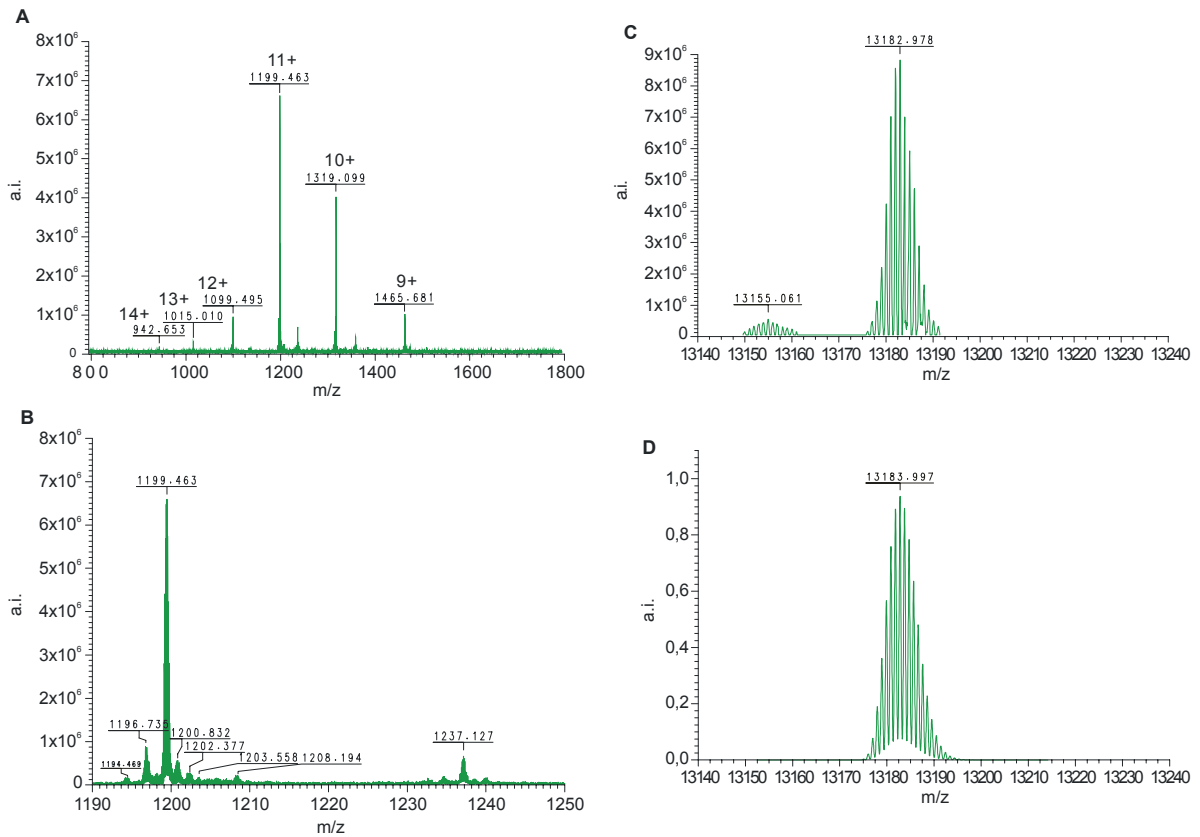 A
8x10⁶
7x10⁶
6x10⁶
5x10⁶
4x10⁶
3x10⁶
2x10⁶
1x10⁶
0
a.i.
11+
1199.463
10+
1319.099
9+
1465.681
12+
1099.495
13+
1015.010
14+
942.653
800 1000 1200 1400 1600 1800
m/z
B
8x10⁶
7x10⁶
6x10⁶
5x10⁶
4x10⁶
3x10⁶
2x10⁶
1x10⁶
0
a.i.
1199.463
1196.735
1200.832
1202.377
1203.558
1208.194
1194.469
1237.127
1190 1200 1210 1220 1230 1240 1250
m/z
C
9x10⁶
8x10⁶
7x10⁶
6x10⁶
5x10⁶
4x10⁶
3x10⁶
2x10⁶
1x10⁶
0
a.i.
13182.978
13155.061
13140 13150 13160 13170 13180 13190 13200 13210 13220 13230 13240
m/z
D
1,0
0,8
0,6
0,4
0,2
0,0
a.i.
13183.997
13140 13150 13160 13170 13180 13190 13200 13210 13220 13230 13240
m/z